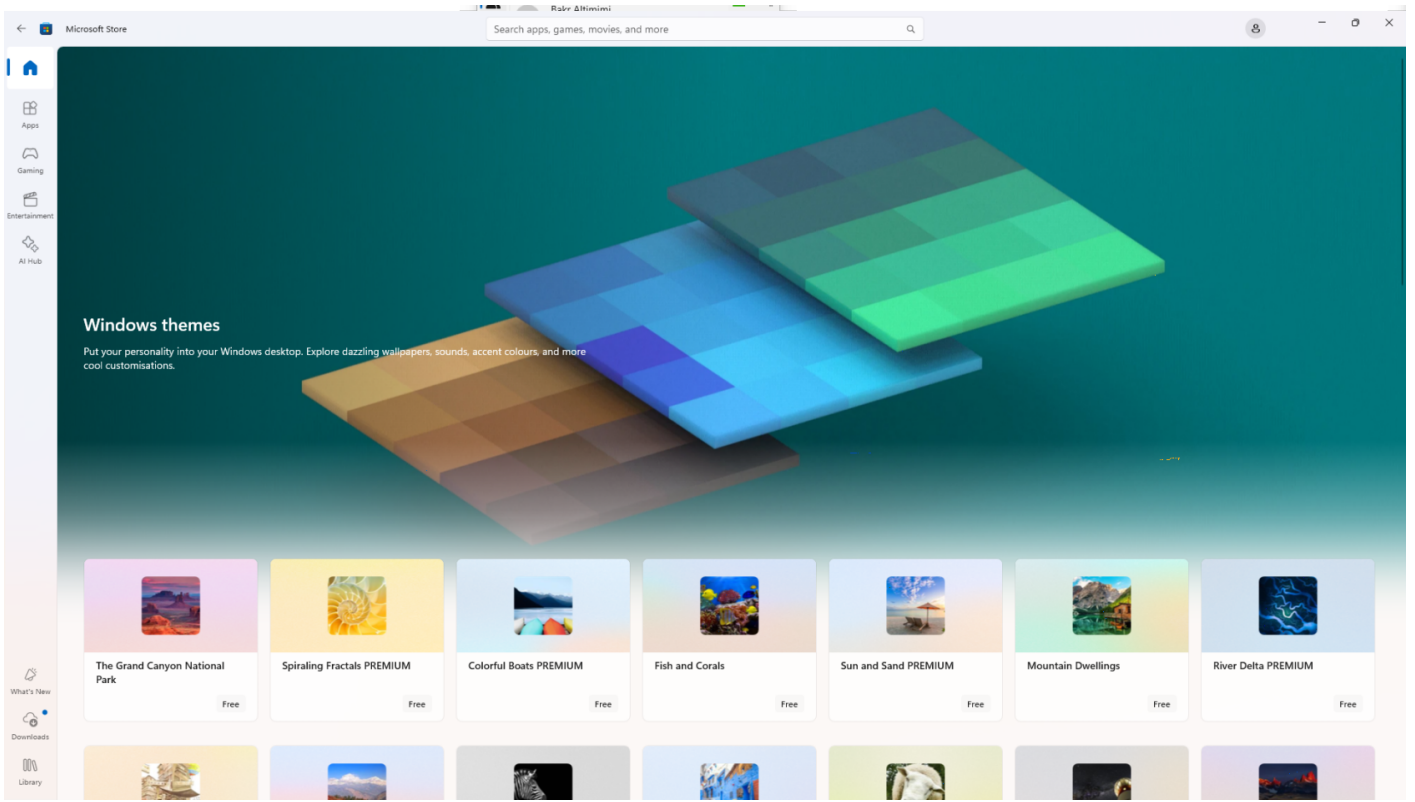 Bakr Altimimi
Microsoft Store
Search apps, games, movies, and more
Apps
Gaming
Entertainment
AI Hub
Windows themes
Put your personality into your Windows desktop. Explore dazzling wallpapers, sounds, accent colours, and more
cool customisations.
The Grand Canyon National
Park
Free
Spiraling Fractals PREMIUM
Free
Colorful Boats PREMIUM
Free
Fish and Corals
Free
Sun and Sand PREMIUM
Free
Mountain Dwellings
Free
River Delta PREMIUM
Free
What's New
Downloads
Library